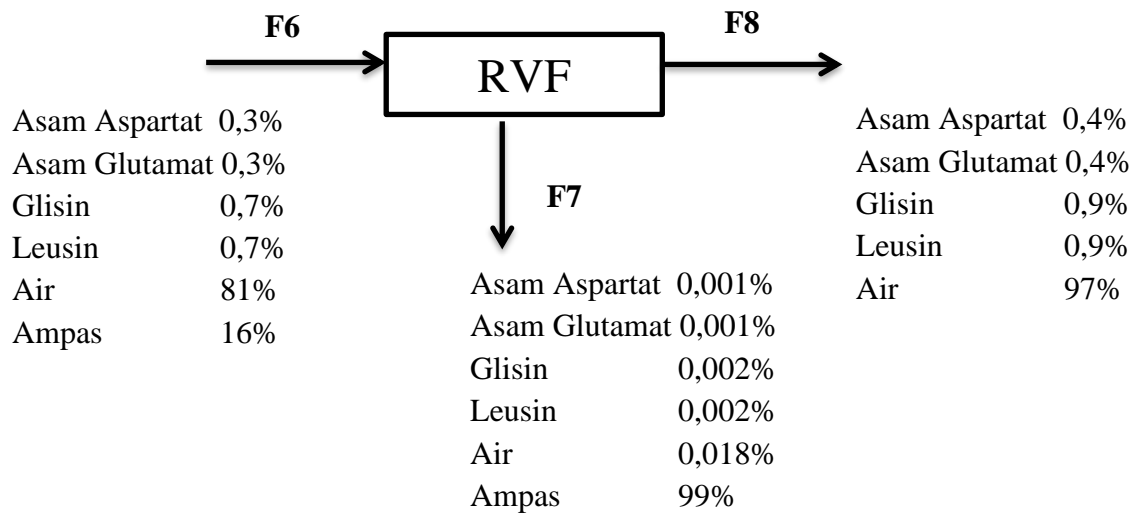 F6
RVF
F8
Asam Aspartat 0,3%
Asam Glutamat 0,3%
Glisin 0,7%
Leusin 0,7%
Air 81%
Ampas 16%
F7
Asam Aspartat 0,001%
Asam Glutamat 0,001%
Glisin 0,002%
Leusin 0,002%
Air 0,018%
Ampas 99%
Asam Aspartat 0,4%
Asam Glutamat 0,4%
Glisin 0,9%
Leusin 0,9%
Air 97%